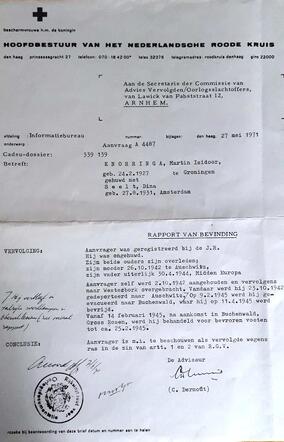 beschermvrouwe h.m. de koningin
HOOFDBESTUUR VAN HET NEDERLANDSCHE ROODE KRUIS
den haag prinsessegracht 27 telefoon: 070-18 42 00* telex 32375 telegramadres: roodkruis denhaag giro 22000
Aan de Secretarie der Commissie van
Advies Vervolgden/Oorlogsslachtoffers,
van Lawick van Pabststraat 12,
ARNHEM.
afdeling Informatiebureau nummer: bijlagen: den haag, 27 mei 1971
onderwerp Aanvraag A 4487
Cadsu-dossier: 539 139
Betreft: KNORRINGA, Martin Isidoor,
geb. 24.2.1927 te Groningen
gehuwd met
Seelt, Dina
geb. 27.8.1931, Amsterdam
RAPPORT VAN BEVINDING
VERVOLGING: Aanvrager was geregistreerd bij de J.R.
Hij was ongehuwd.
Zijn beide ouders zijn overleden;
zijn moeder 26.10.1942 te Auschwitz,
zijn vader uiterlijk 30.4.1944, Midden Europa
Aanvrager zelf werd 2.10.1942 aangehouden en vervolgens
naar Westerbork overgebracht. Vandaar werd hij 23.10.1942
gedeporteerd naar Auschwitz. Op 9.2.1945 werd hij ge-
evacueerd naar Buchenwald, waar hij op 11.4.1945 werd
bevrijd.
Vanaf 14 februari 1945, na aankomst in Buchenwald,
Gross Rosen, werd hij behandeld voor bevroren voeten
tot ca. 25.2.1945.
CONCLUSIE: Aanvrager is m.i. te beschouwen als vervolgde wegens
ras in de zin van artt. 1 en 2 van R.G.V.
De Adviseur